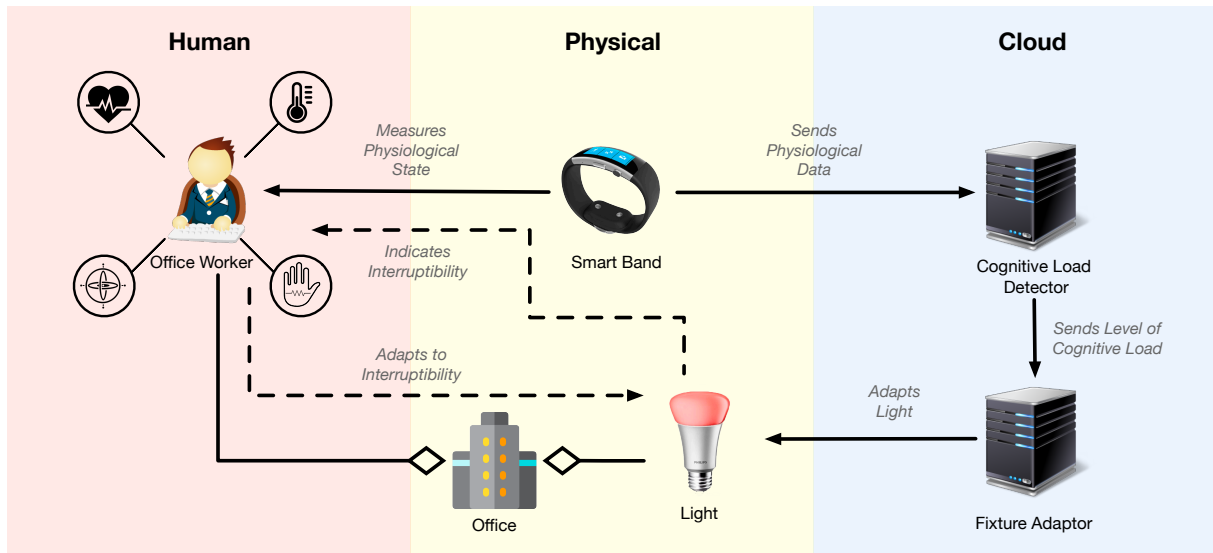 Human
Physical
Cloud
Measures
Physiological
State
Sends
Physiological
Data
Office Worker
Indicates
Interruptibility
Smart Band
Cognitive Load
Detector
Sends Level of
Cognitive Load
Adapts to
Interruptibility
Adapts
Light
PHILIPS
Office
Light
Fixture Adaptor